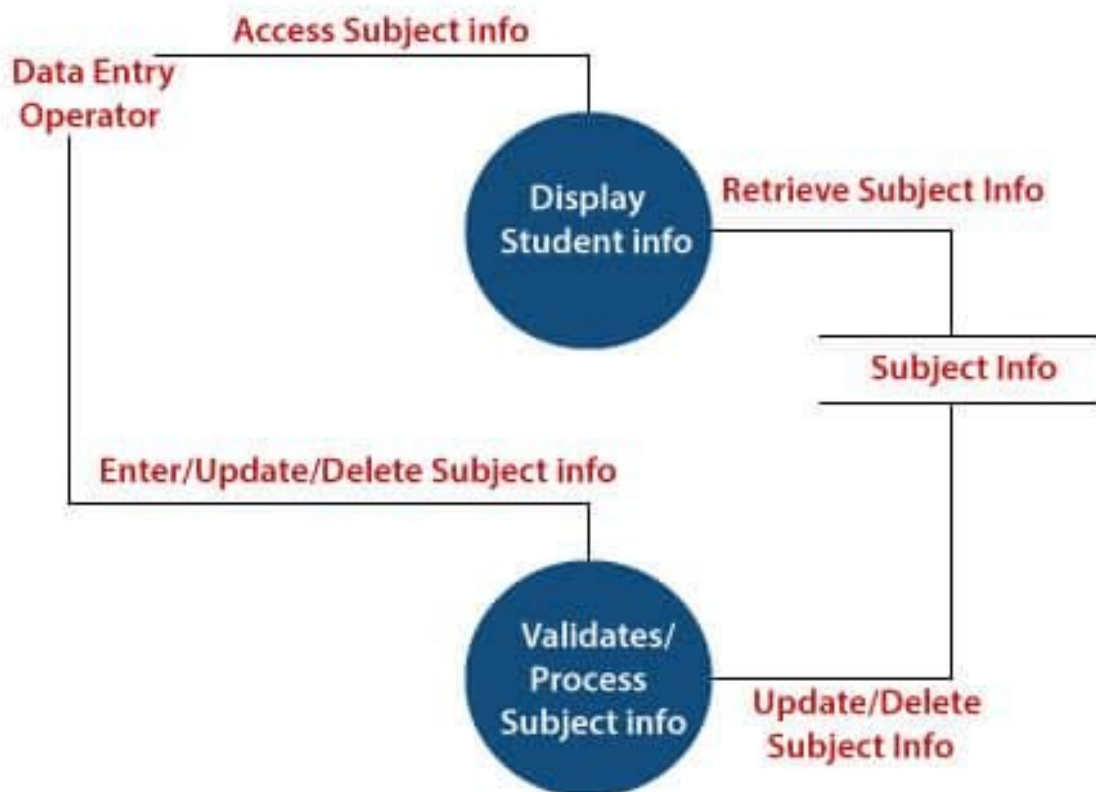 Access Subject info
Data Entry
Operator
Display
Student info
Retrieve Subject Info
Subject Info
Enter/Update/Delete Subject info
Validates/
Process
Subject info
Update/Delete
Subject Info